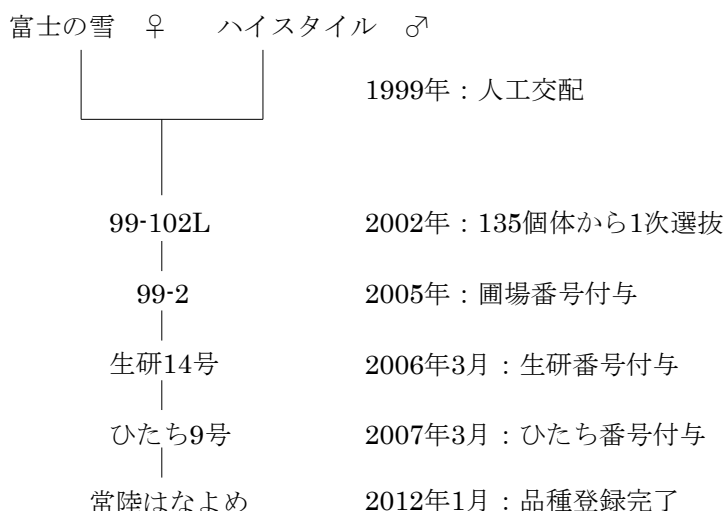 富士の雪 ♀ ハイスタイル ♂
1999年：人工交配
99-102L 2002年：135個体から1次選抜
99-2 2005年：圃場番号付与
生研14号 2006年3月：生研番号付与
ひたち9号 2007年3月：ひたち番号付与
常陸はなよめ 2012年1月：品種登録完了